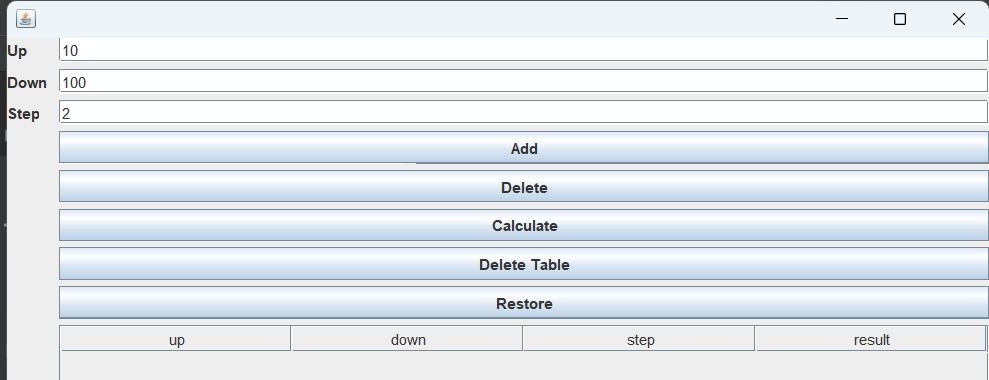 Up 10
Down 100
Step 2
Add
Delete
Calculate
Delete Table
Restore
up down step result